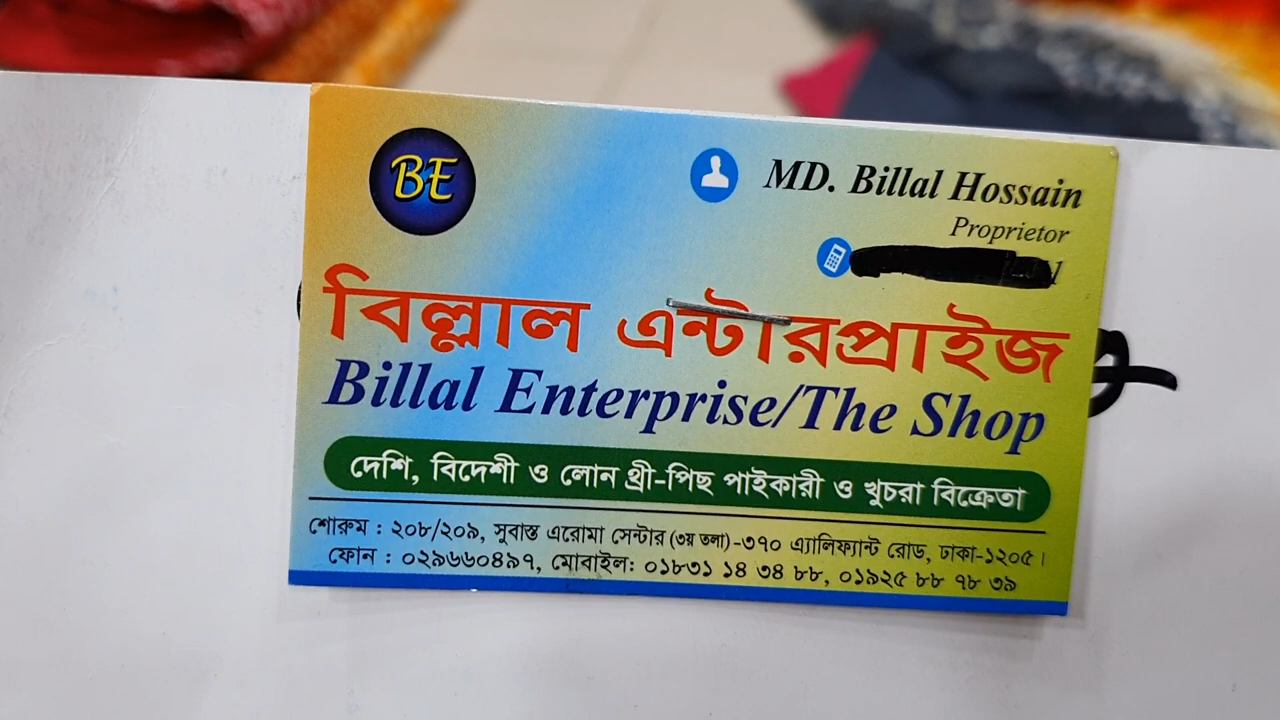 BE
MD. Billal Hossain
Proprietor
বিল্লাল এন্টারপ্রাইজ
Billal Enterprise/The Shop
দেশি, বিদেশী ও লোন থ্রী-পিছ পাইকারী ও খুচরা বিক্রেতা
শোরুম : ২০৮/২০৯, সুবাস্ত এরোমা সেন্টার (৩য় তলা)-৩৭০ এ্যালিফ্যান্ট রোড, ঢাকা-১২০৫।
ফোন : ০২৯৬৬০৪৯৭, মোবাইল: ০১৮৩১ ১৪ ৩৪ ৮৮, ০১৯২৫ ৮৮ ৭৮ ৩৯